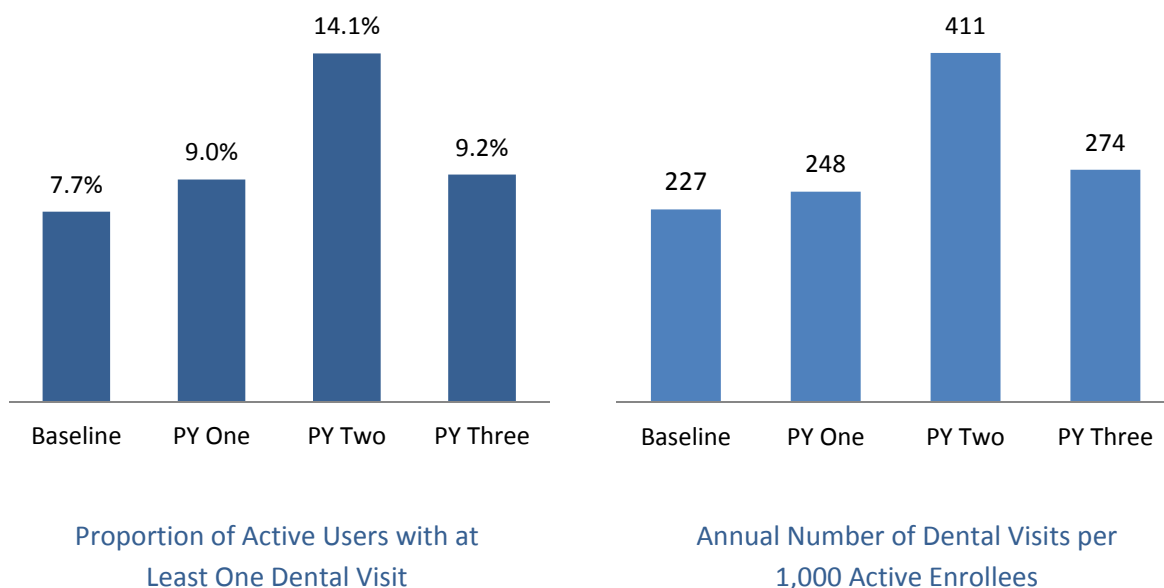 14.1%
9.0%
9.2%
7.7%
Baseline PY One PY Two PY Three
Proportion of Active Users with at
Least One Dental Visit
411
248
274
227
Baseline PY One PY Two PY Three
Annual Number of Dental Visits per
1,000 Active Enrollees